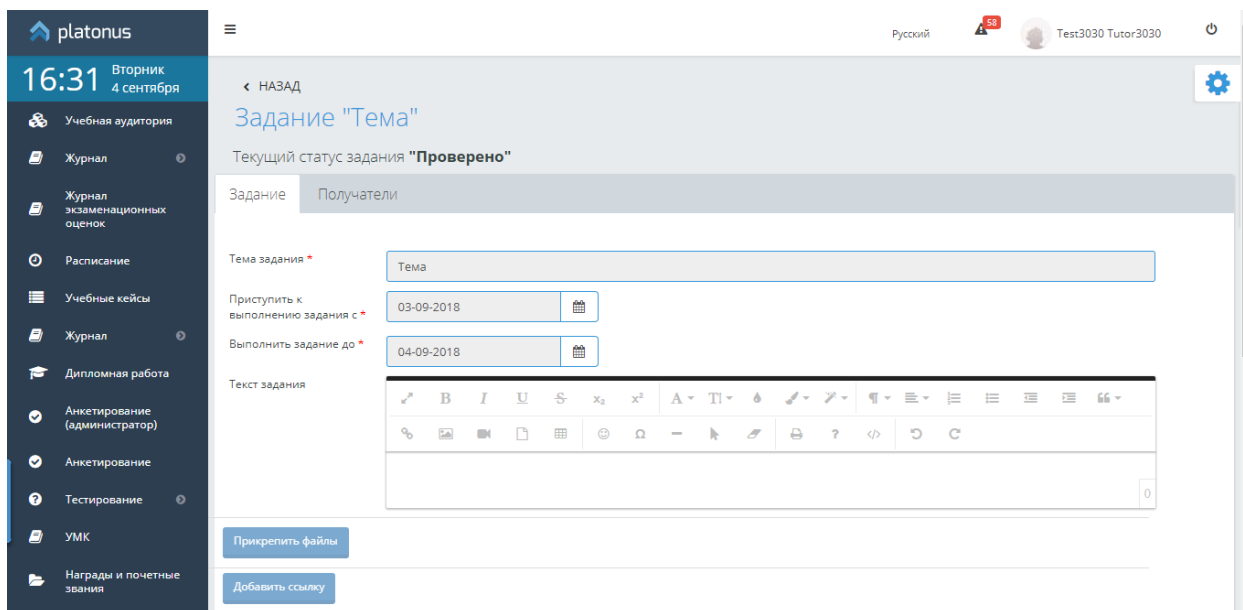 platonus
Русский
58
Test3030 Tutor3030
16:31
Вторник
4 сентября
Учебная аудитория
Журнал
Журнал
экзаменационных
оценок
Расписание
Учебные кейсы
Журнал
Дипломная работа
Анкетирование
(администратор)
Анкетирование
Тестирование
УМК
Награды и почетные
звания
НАЗАД
Задание "Тема"
Текущий статус задания "Проверено"
Задание Получатели
Тема задания *
Тема
Приступить к
выполнению задания с *
03-09-2018
Выполнить задание до *
04-09-2018
Текст задания
0
Прикрепить файлы
Добавить ссылку